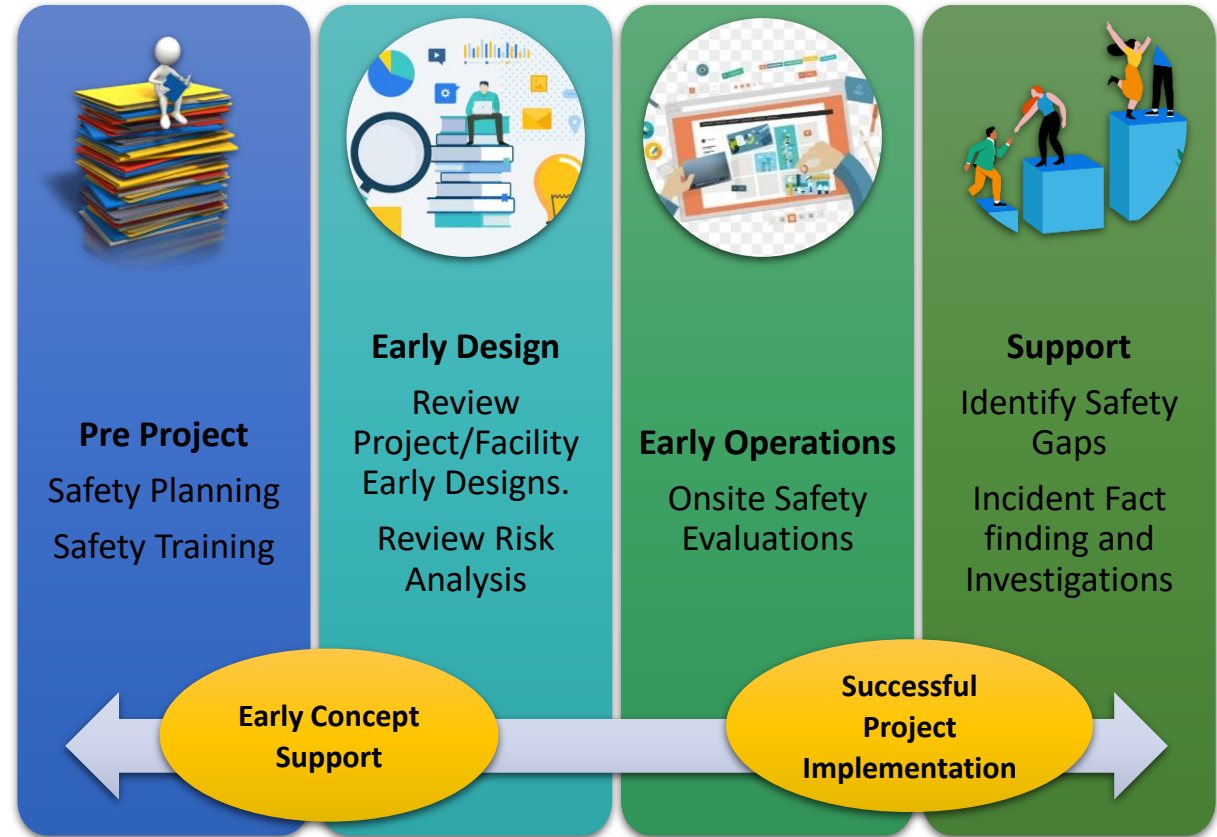 Pre Project
Safety Planning
Safety Training
Early Design
Review
Project/Facility
Early Designs.
Review Risk
Analysis
Early Operations
Onsite Safety
Evaluations
Support
Identify Safety
Gaps
Incident Fact
finding and
Investigations
Early Concept
Support
Successful
Project
Implementation